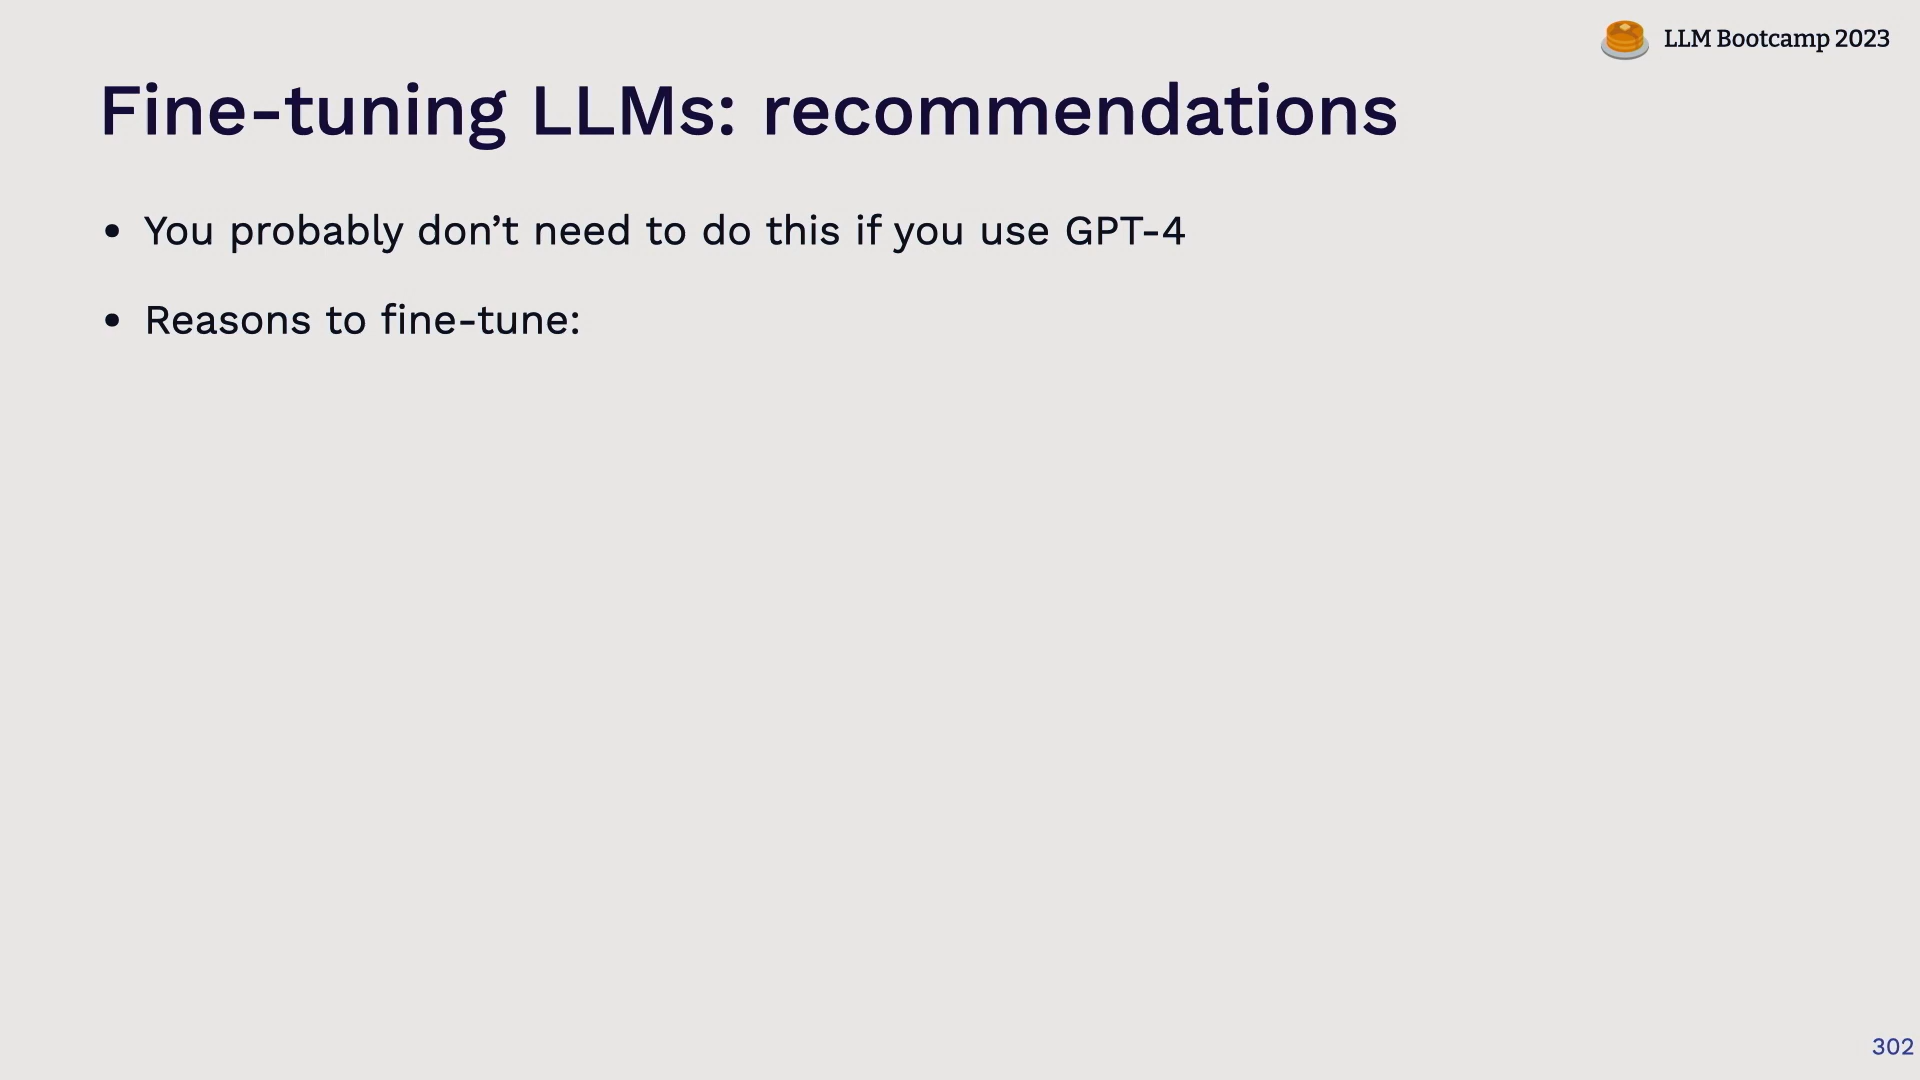 LLM Bootcamp 2023
Fine-tuning LLMs: recommendations
• You probably don’t need to do this if you use GPT-4
• Reasons to fine-tune:
302